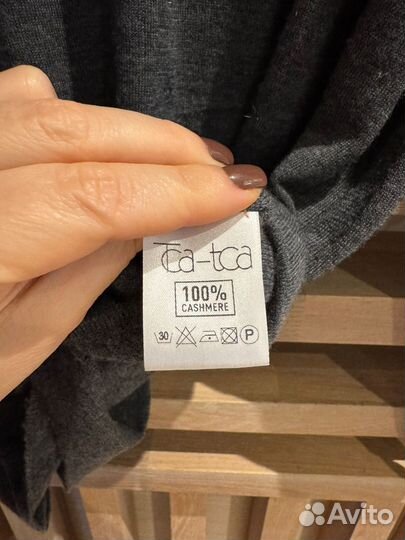 Tca-tca
100%
CASHMERE
30 P
Avito